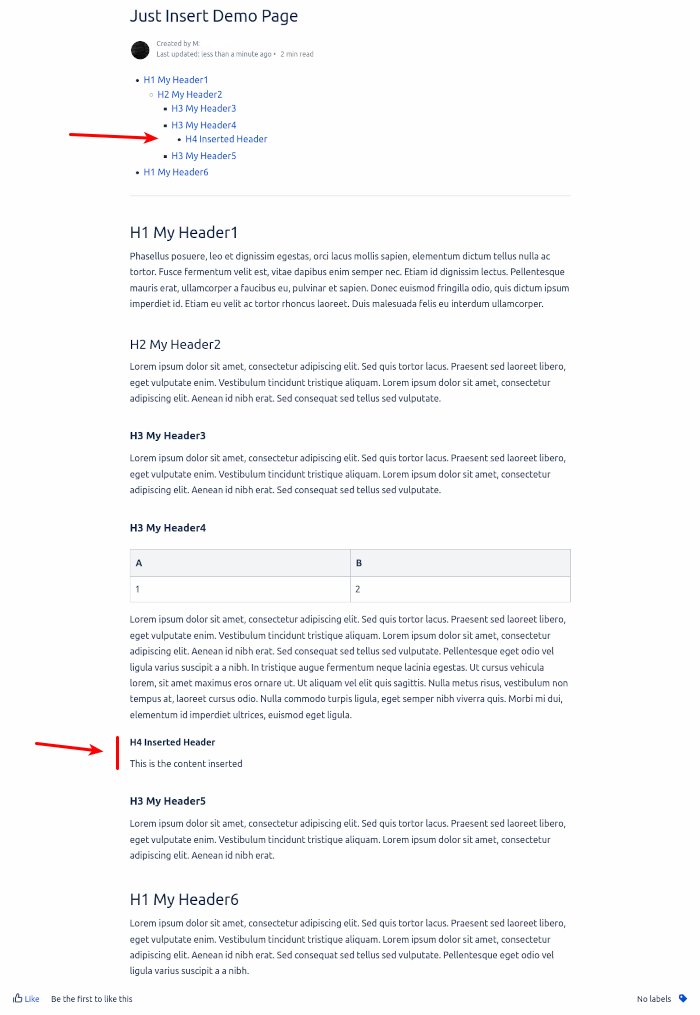 Just Insert Demo Page
Created by M.
Last updated: less than a minute ago • 2 min read
H1 My Header1
H2 My Header2
H3 My Header3
H3 My Header4
H4 Inserted Header
H3 My Header5
H1 My Header6
H1 My Header1
Phasellus posuere, leo et dignissim egestas, orci lacus mollis sapien, elementum dictum tellus nulla ac
tortor. Fusce fermentum velit est, vitae dapibus enim semper nec. Etiam id dignissim lectus. Pellentesque
mauris erat, ullamcorper a faucibus eu, pulvinar et sapien. Donec euismod fringilla odio, quis dictum ipsum
imperdiet id. Etiam eu velit ac tortor rhoncus laoreet. Duis malesuada felis eu interdum ullamcorper.
H2 My Header2
Lorem ipsum dolor sit amet, consectetur adipiscing elit. Sed quis tortor lacus. Praesent sed laoreet libero,
eget vulputate enim. Vestibulum tincidunt tristique aliquam. Lorem ipsum dolor sit amet, consectetur
adipiscing elit. Aenean id nibh erat. Sed consequat sed tellus sed vulputate.
H3 My Header3
Lorem ipsum dolor sit amet, consectetur adipiscing elit. Sed quis tortor lacus. Praesent sed laoreet libero,
eget vulputate enim. Vestibulum tincidunt tristique aliquam. Lorem ipsum dolor sit amet, consectetur
adipiscing elit. Aenean id nibh erat. Sed consequat sed tellus sed vulputate.
H3 My Header4
A B
1 2
Lorem ipsum dolor sit amet, consectetur adipiscing elit. Sed quis tortor lacus. Praesent sed laoreet libero,
eget vulputate enim. Vestibulum tincidunt tristique aliquam. Lorem ipsum dolor sit amet, consectetur
adipiscing elit. Aenean id nibh erat. Sed consequat sed tellus sed vulputate. Pellentesque eget odio vel
ligula varius suscipit a a nibh. In tristique augue fermentum neque lacinia egestas. Ut cursus vehicula
lorem, sit amet maximus eros ornare ut. Ut aliquam vel elit quis sagittis. Nulla metus risus, vestibulum non
tempus at, laoreet cursus odio. Nulla commodo turpis ligula, eget semper nibh viverra quis. Morbi mi dui,
elementum id imperdiet ultrices, euismod eget ligula.
H4 Inserted Header
This is the content inserted
H3 My Header5
Lorem ipsum dolor sit amet, consectetur adipiscing elit. Sed quis tortor lacus. Praesent sed laoreet libero,
eget vulputate enim. Vestibulum tincidunt tristique aliquam. Lorem ipsum dolor sit amet, consectetur
adipiscing elit. Aenean id nibh erat.
H1 My Header6
Lorem ipsum dolor sit amet, consectetur adipiscing elit. Sed quis tortor lacus. Praesent sed laoreet libero,
eget vulputate enim. Vestibulum tincidunt tristique aliquam. Lorem ipsum dolor sit amet, consectetur
adipiscing elit. Aenean id nibh erat. Sed consequat sed tellus sed vulputate. Pellentesque eget odio vel
ligula varius suscipit a a nibh.
Like Be the first to like this No labels